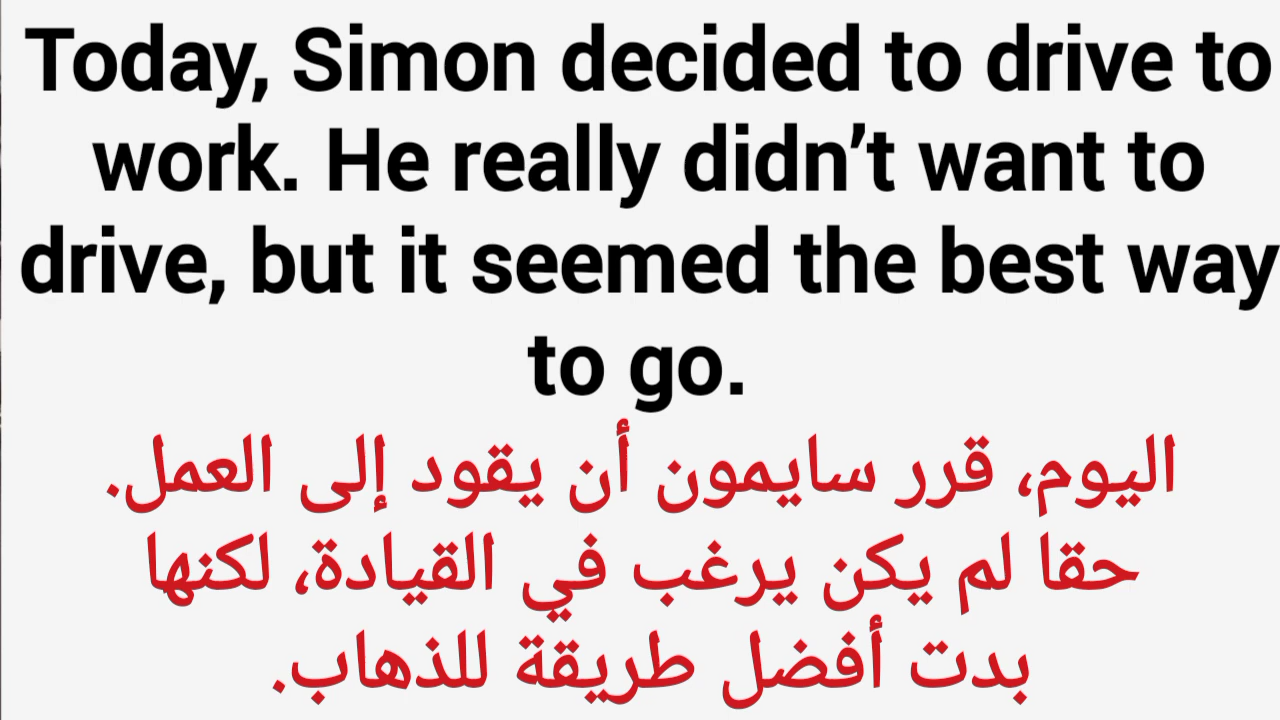 Today, Simon decided to drive to
work. He really didn’t want to
drive, but it seemed the best way
to go.
اليوم، قرر سايمون أن يقود إلى العمل.
حقا لم يكن يرغب في القيادة، لكنها
بدت أفضل طريقة للذهاب.